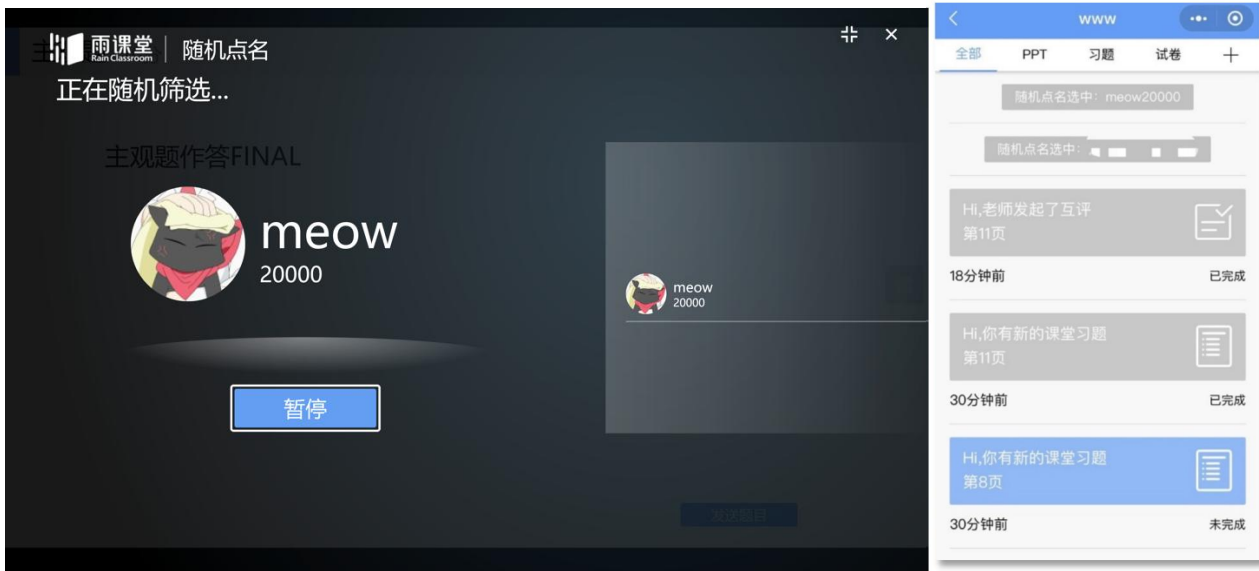 雨课堂
Rain Classroom
随机点名
正在随机筛选...
主观题作答FINAL
meow
20000
暂停
meow
20000
发送题目
www
全部
PPT
习题
试卷
随机点名选中：meow20000
随机点名选中：
Hi,老师发起了互评
第11页
18分钟前
已完成
Hi,你有新的课堂习题
第11页
30分钟前
已完成
Hi,你有新的课堂习题
第8页
30分钟前
未完成